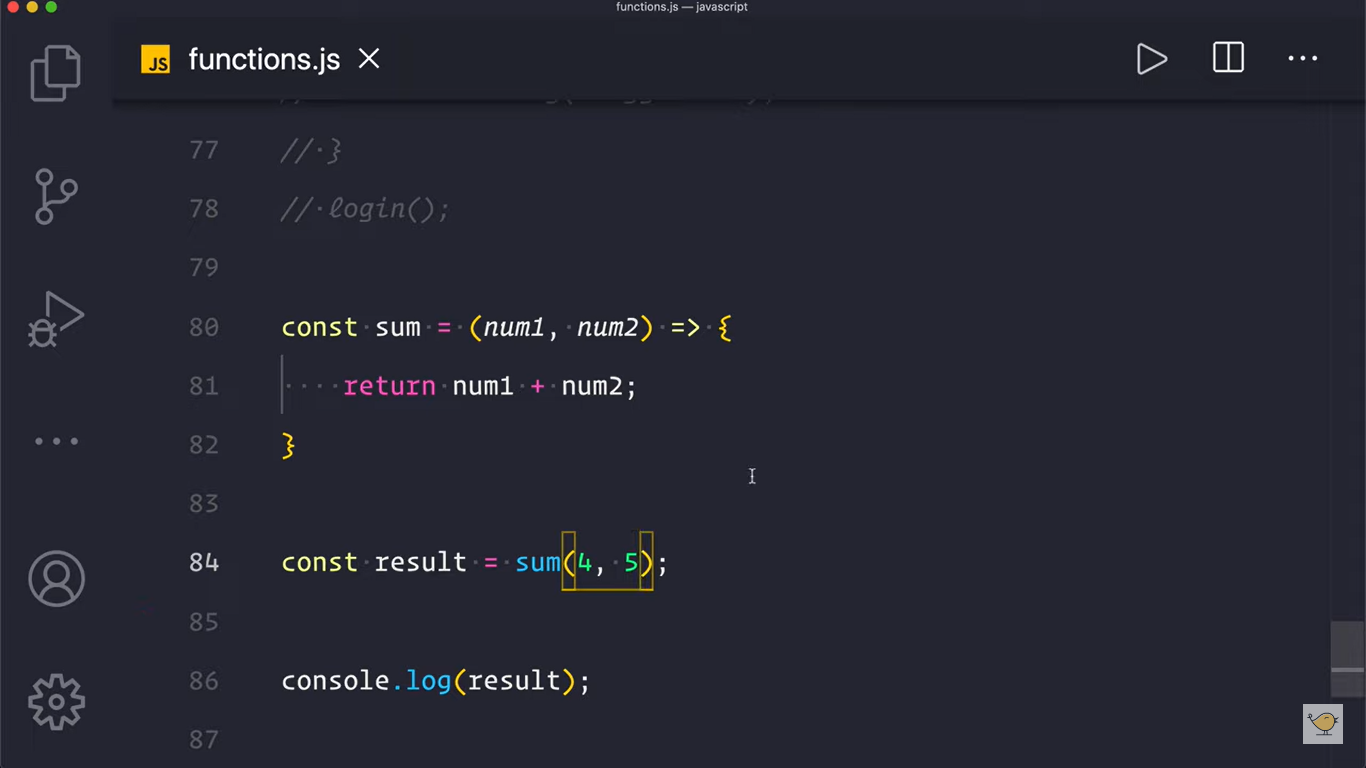 functions.js — javascript
JS functions.js
77 // }
78 // login();
79
80 const sum = (num1, num2) => {
81 return num1 + num2;
82 }
83
84 const result = sum(4, 5);
85
86 console.log(result);
87